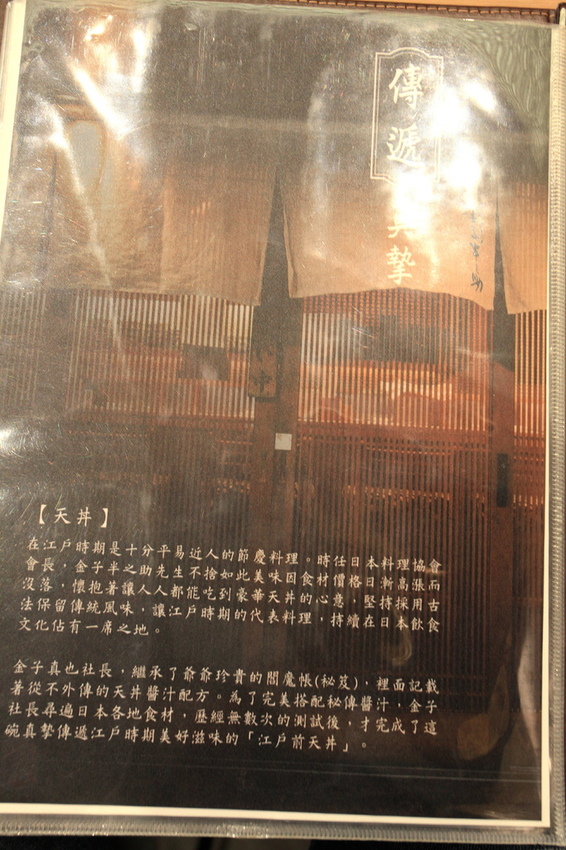 傳遞
真摯
【天丼】
在江戶時期是十分平易近人的節慶料理。時任日本料理協會
會長，金子半之助先生不捨如此美味因食材價格日漸高漲而
沒落，懷抱著讓人人都能吃到豪華天丼的心意，堅持採用古
法保留傳統風味，讓江戶時期的代表料理，持續在日本飲食
文化佔有一席之地。
金子真也社長，繼承了爺爺珍貴的閻魔帳(秘笈)，裡面記載
著從不外傳的天丼醬汁配方。為了完美搭配秘傳醬汁，金子
社長尋遍日本各地食材，歷經無數次的測試後，才完成了這
碗真摯傳遞江戶時期美好滋味的「江戶前天丼」。